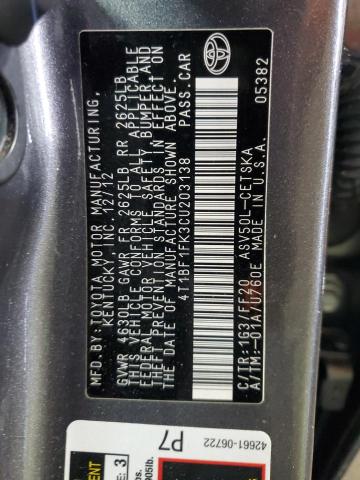 MFD.BY:TOYOTA MOTOR MANUFACTURING,
KENTUCKY, INC. 12/12
GVWR 4630LB GAWR FR 2625LB RR 2625LB
THIS VEHICLE CONFORMS TO ALL APPLICABLE
FEDERAL MOTOR VEHICLE SAFETY, BUMPER AND
THEFT PREVENTION STANDARDS IN EFFECT ON
THE DATE OF MANUFACTURE SHOWN ABOVE.
4T1BF1FK3CU203138 PASS.CAR
C/TR:1G3/FF20 ASV50L-CETSKA
A/TM:-01A/U760E MADE IN U.S.A.
05382
TOYOTA
42661-06722
P7
3
905lb.